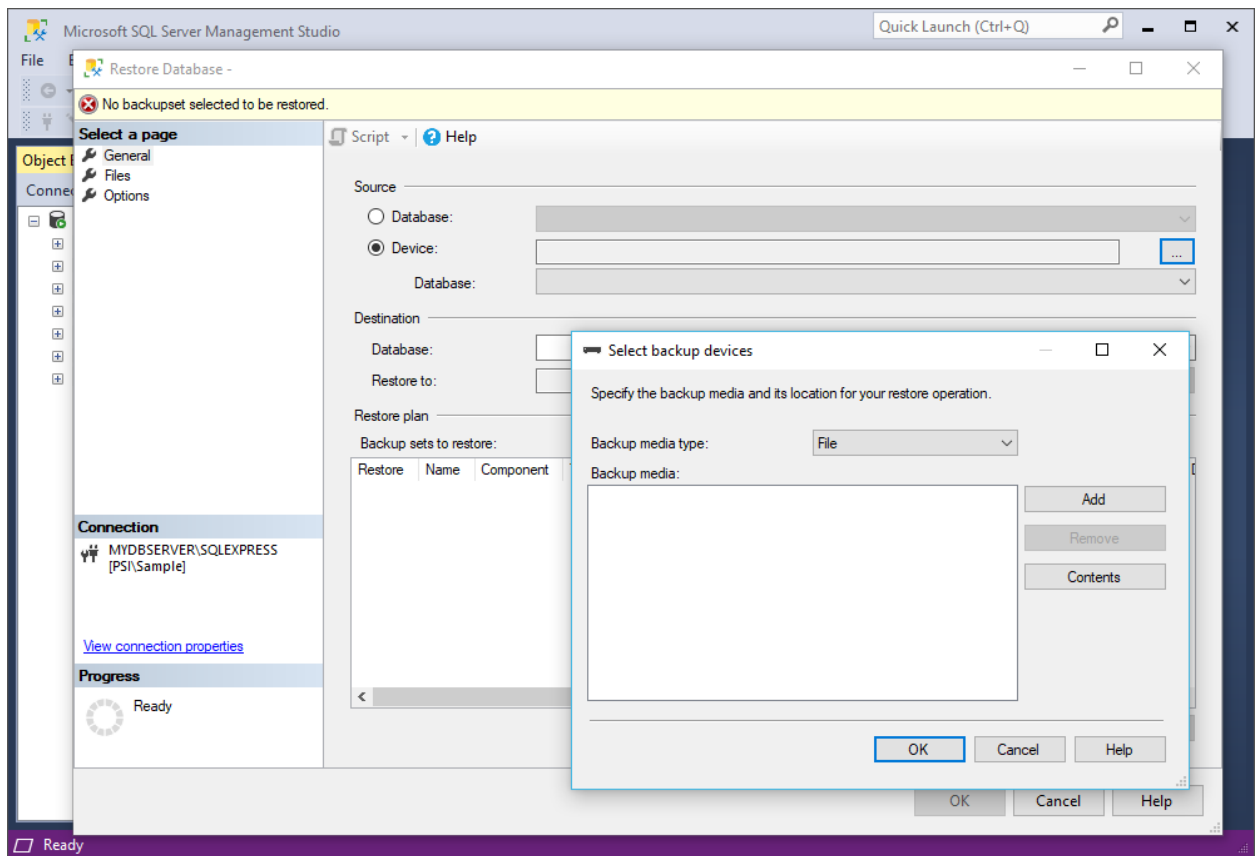 Microsoft SQL Server Management Studio
Quick Launch (Ctrl+Q)
File
Restore Database -
No backupset selected to be restored.
Select a page
General
Files
Options
Script
Help
Object
Source
Database:
Device:
...
Database:
Destination
Database:
Restore to:
Restore plan
Backup sets to restore:
Restore Name Component
Select backup devices
Specify the backup media and its location for your restore operation.
Backup media type: File
Backup media:
Add
Remove
Contents
OK Cancel Help
Connection
MYDBSERVER\SQLEXPRESS
[PSI\Sample]
View connection properties
Progress
Ready
OK Cancel Help
Ready